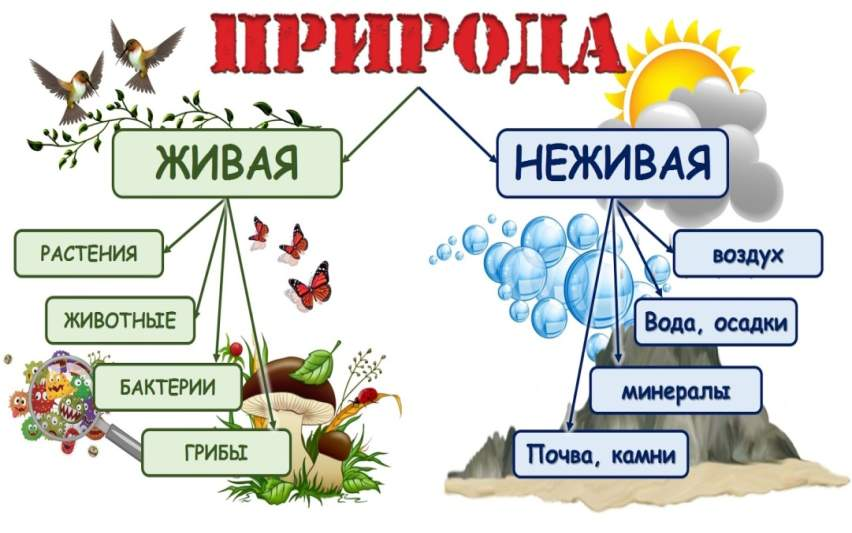 ПРИРОДА
ЖИВАЯ
НЕЖИВАЯ
РАСТЕНИЯ
ЖИВОТНЫЕ
БАКТЕРИИ
ГРИБЫ
воздух
Вода, осадки
минералы
Почва, камни